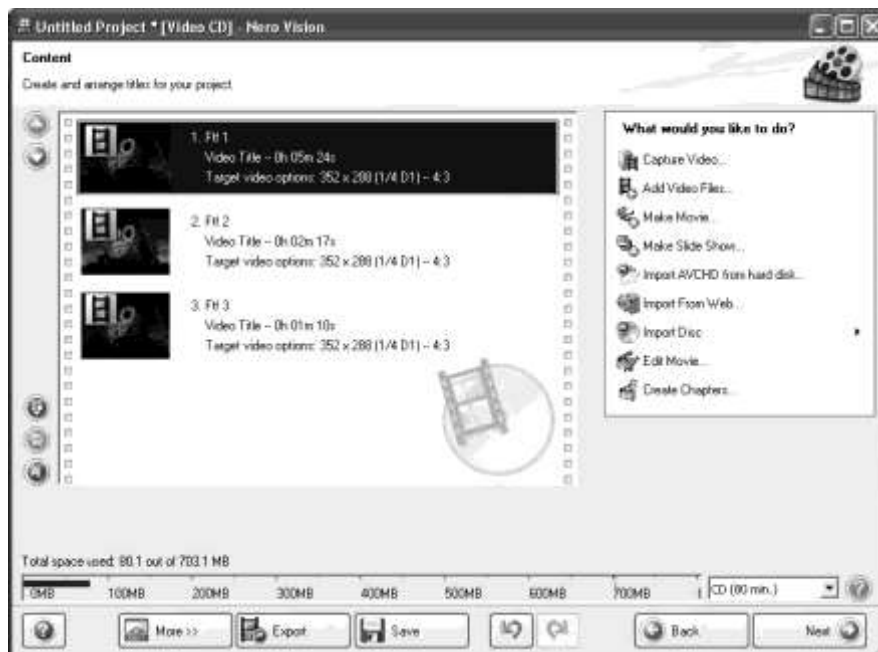 Untitled Project * [Video CD] - Nero Vision
Content
Create and arrange titles for your project.
1. Fit 1
Video Title – 0h 05m 24s
Target video options: 352 x 288 (1/4 D1) – 4:3
2. Fit 2
Video Title – 0h 02m 17s
Target video options: 352 x 288 (1/4 D1) – 4:3
3. Fit 3
Video Title – 0h 01m 10s
Target video options: 352 x 288 (1/4 D1) – 4:3
What would you like to do?
Capture Video...
Add Video Files...
Make Movie...
Make Slide Show...
Import AVCHD from hard disk...
Import From Web...
Import Disc
Edit Movie...
Create Chapters...
Total space used: 80.1 out of 703.1 MB
0MB 100MB 200MB 300MB 400MB 500MB 600MB 700MB
CD (80 min.)
More >>
Export
Save
Back
Next